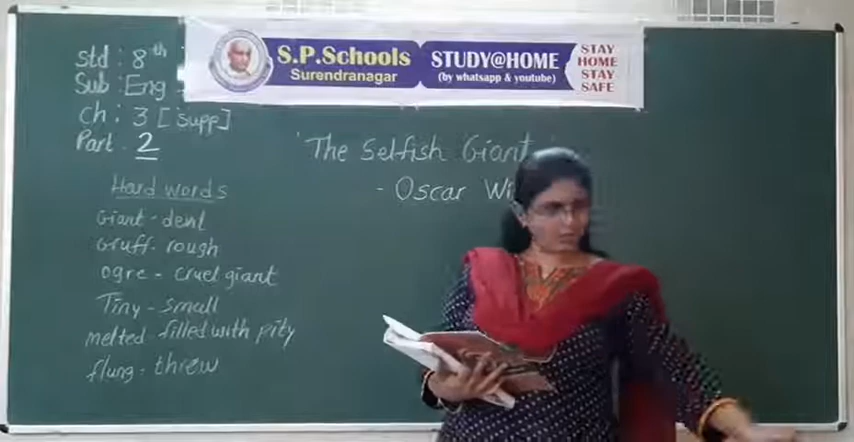 S.P.Schools
Surendranagar
STUDY@HOME
(by whatsapp & youtube)
STAY
HOME
STAY
SAFE
Std : 8th
Sub : Eng
Ch : 3 [Supp]
Part . 2
'The Selfish Giant
- Oscar Wi
Hard words
Giant - dent
Gruff - rough
ogre - cruel giant
Tiny - small
melted - filled with pity
flung - threw